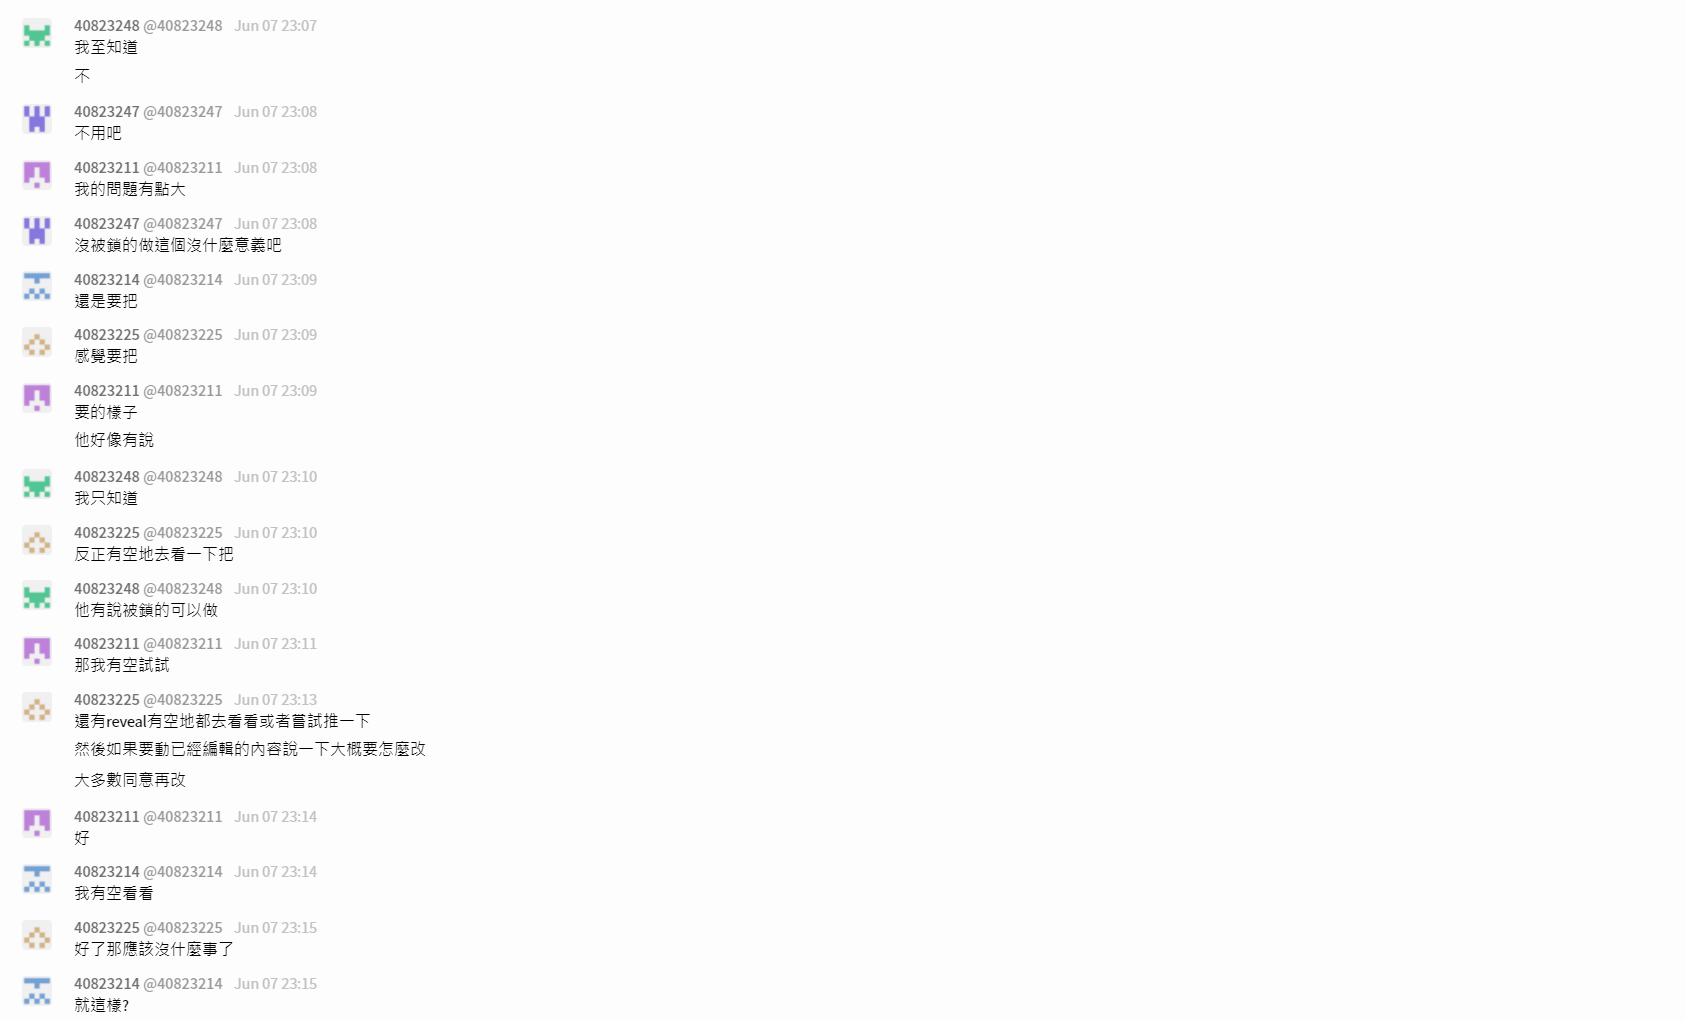 40823248 @40823248 Jun 07 23:07
我至知道
不
40823247 @40823247 Jun 07 23:08
不用吧
40823211 @40823211 Jun 07 23:08
我的問題有點大
40823247 @40823247 Jun 07 23:08
沒被鎖的做這個沒什麼意義吧
40823214 @40823214 Jun 07 23:09
還是要把
40823225 @40823225 Jun 07 23:09
感覺要把
40823211 @40823211 Jun 07 23:09
要的樣子
他好像有說
40823248 @40823248 Jun 07 23:10
我只知道
40823225 @40823225 Jun 07 23:10
反正有空地去看一下把
40823248 @40823248 Jun 07 23:10
他有說被鎖的可以做
40823211 @40823211 Jun 07 23:11
那我有空試試
40823225 @40823225 Jun 07 23:13
還有reveal有空地都去看看或者嘗試推一下
然後如果要動已經編輯的內容說一下大概要怎麼改
大多數同意再改
40823211 @40823211 Jun 07 23:14
好
40823214 @40823214 Jun 07 23:14
我有空看看
40823225 @40823225 Jun 07 23:15
好了那應該沒什麼事了
40823214 @40823214 Jun 07 23:15
就這樣?